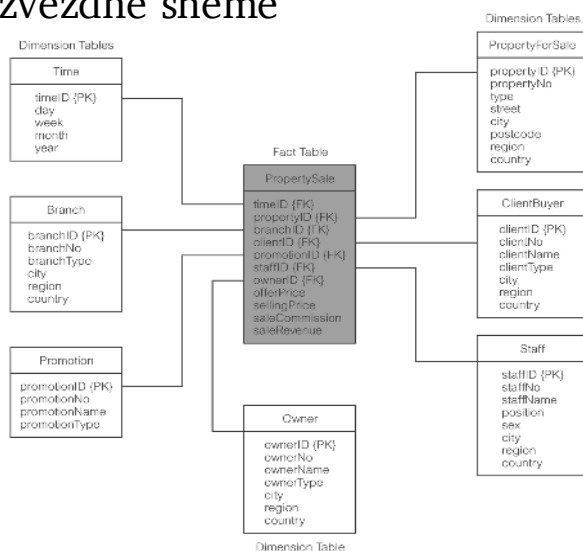 zvezdne sheme
Dimension Tables
Time
timeID {PK}
day
week
month
year
Branch
branchID {PK}
branchNo
branchType
city
region
country
Promotion
promotionID {PK}
promotionNo
promotionName
promotionType
Fact Table
PropertySale
timeID {FK}
propertyID {FK}
branchID {FK}
clientID {FK}
promotionID {FK}
staffID {FK}
ownerID {FK}
offerPrice
sellingPrice
saleCommission
saleRevenue
Owner
ownerID {PK}
ownerNo
ownerName
ownerType
city
region
country
Dimension Table
Dimension Tables
PropertyForSale
propertyID {PK}
propertyNo
type
street
city
postcode
region
country
ClientBuyer
clientID {PK}
clientNo
clientName
clientType
city
region
country
Staff
staffID {PK}
staffNo
staffName
position
sex
city
region
country